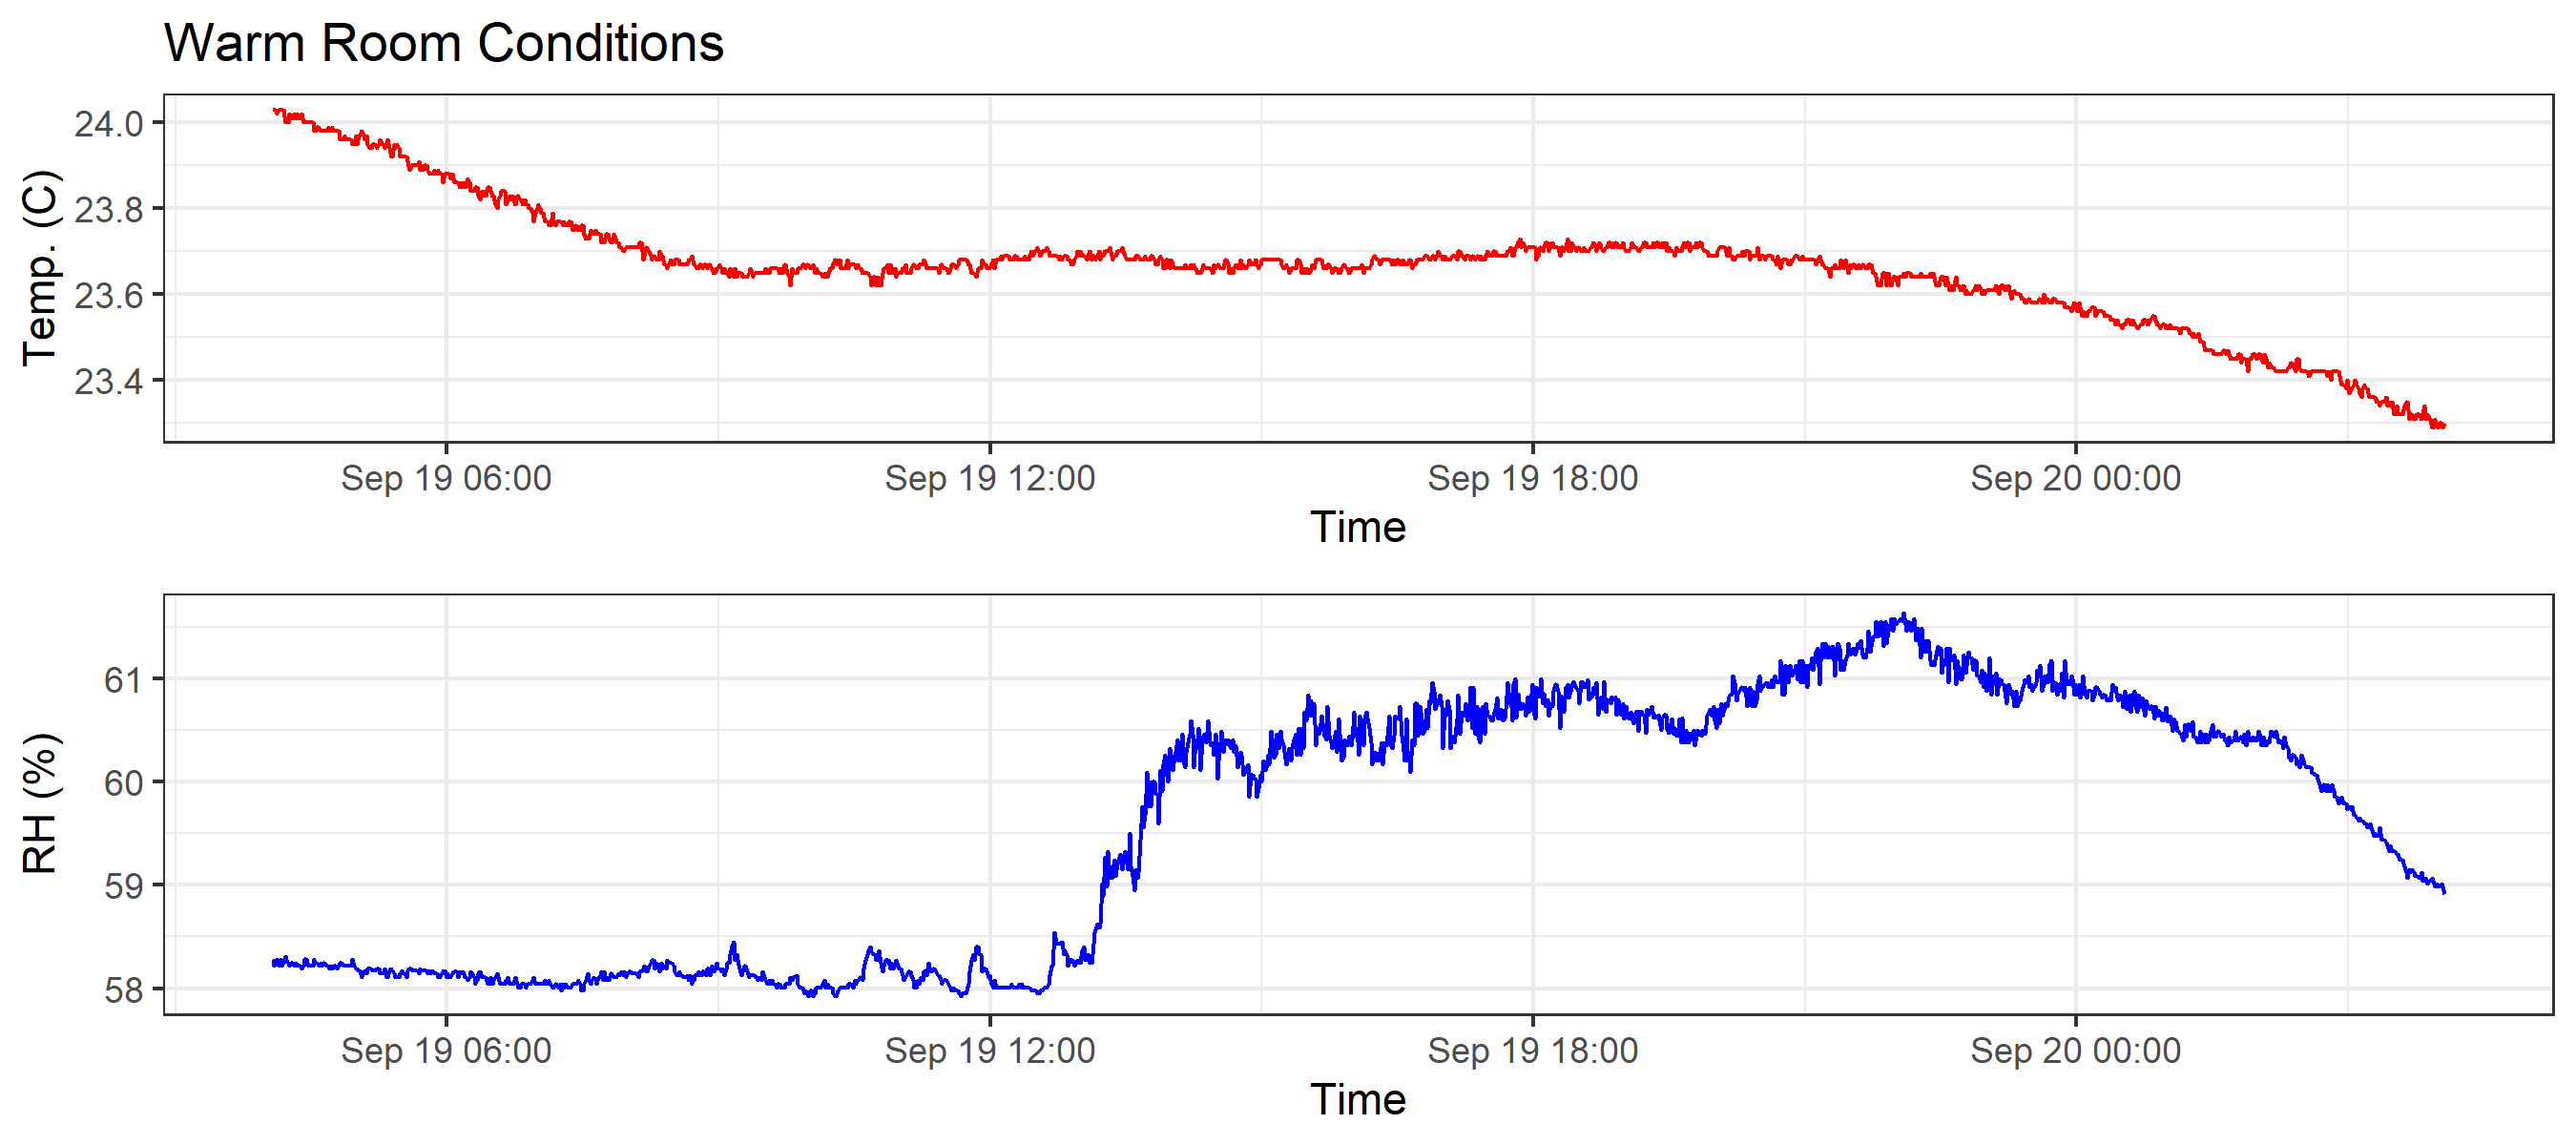 Warm Room Conditions
Temp. (C)
24.0
23.8
23.6
23.4
Sep 19 06:00 Sep 19 12:00 Sep 19 18:00 Sep 20 00:00
Time
RH (%)
61
60
59
58
Sep 19 06:00 Sep 19 12:00 Sep 19 18:00 Sep 20 00:00
Time